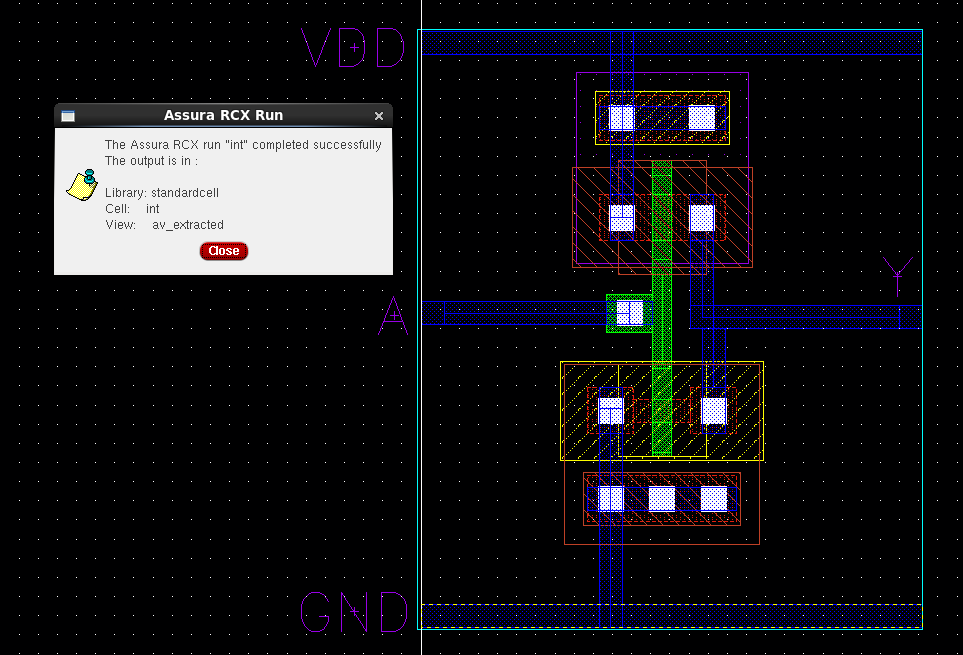 VDD
Assura RCX Run
The Assura RCX run "int" completed successfully
The output is in :
Library: standardcell
Cell: int
View: av_extracted
Close
Y
A
GND